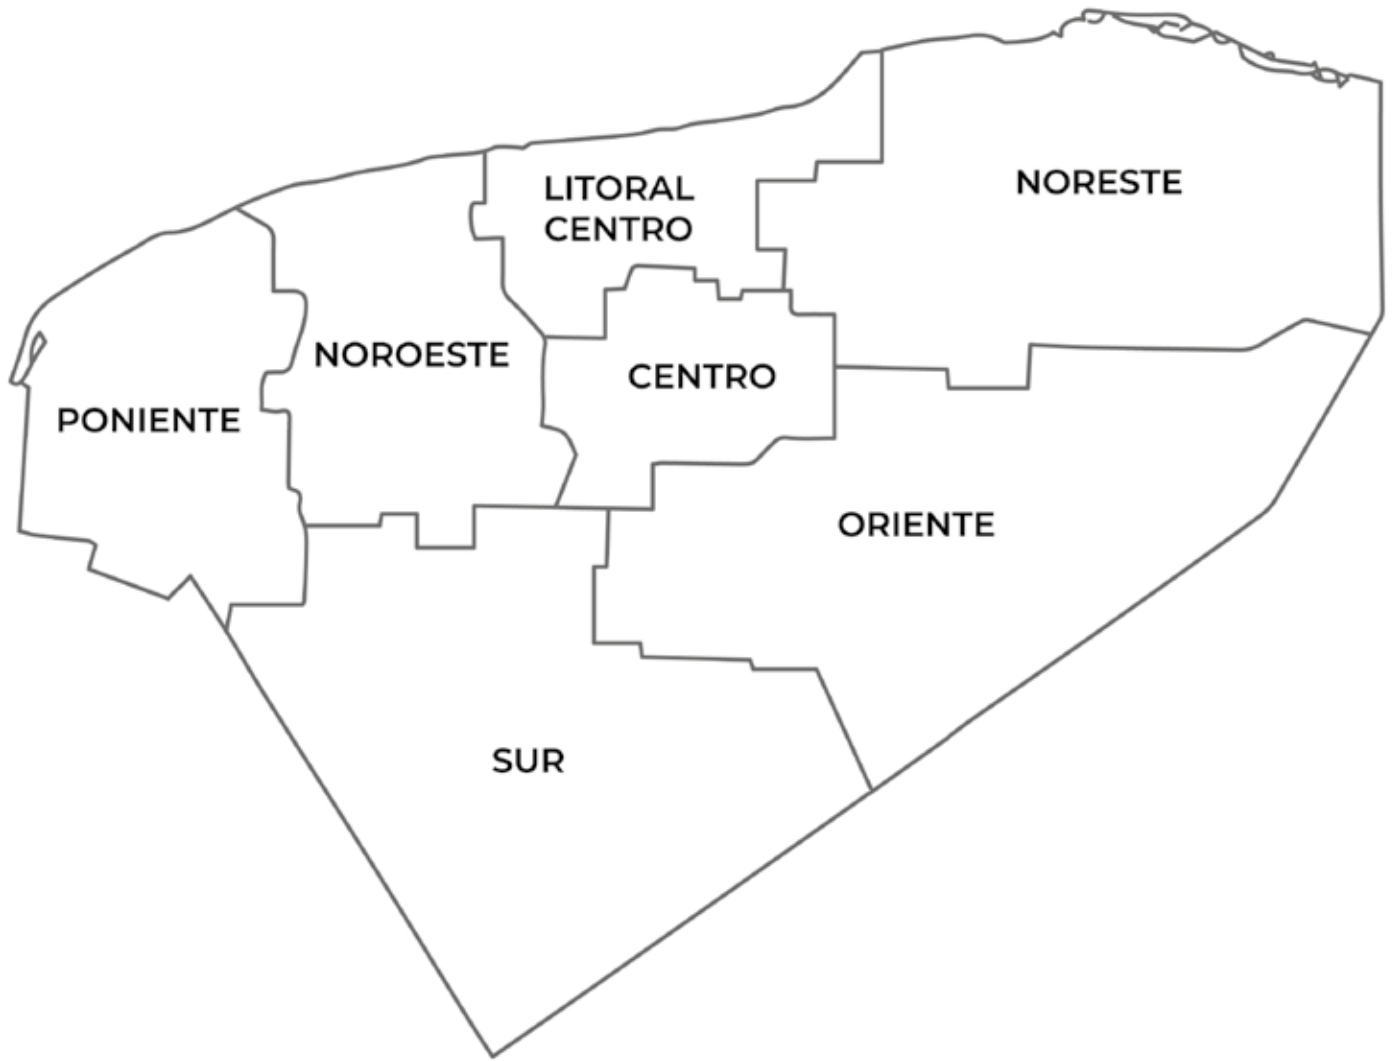 LITORAL
CENTRO
NORESTE
NOROESTE
CENTRO
PONIENTE
ORIENTE
SUR